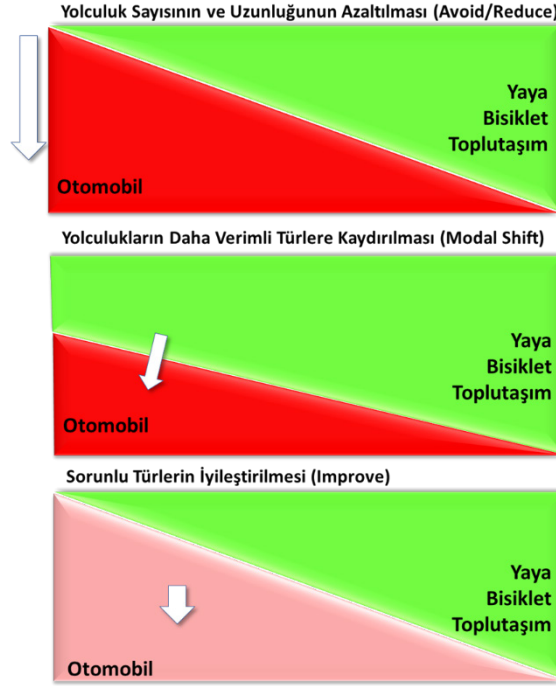 Yolculuk Sayısının ve Uzunluğunun Azaltılması (Avoid/Reduce)
Yaya
Bisiklet
Toplutaşım
Otomobil
Yolculukların Daha Verimli Türlere Kaydırılması (Modal Shift)
Yaya
Bisiklet
Toplutaşım
Otomobil
Sorunlu Türlerin İyileştirilmesi (Improve)
Yaya
Bisiklet
Toplutaşım
Otomobil